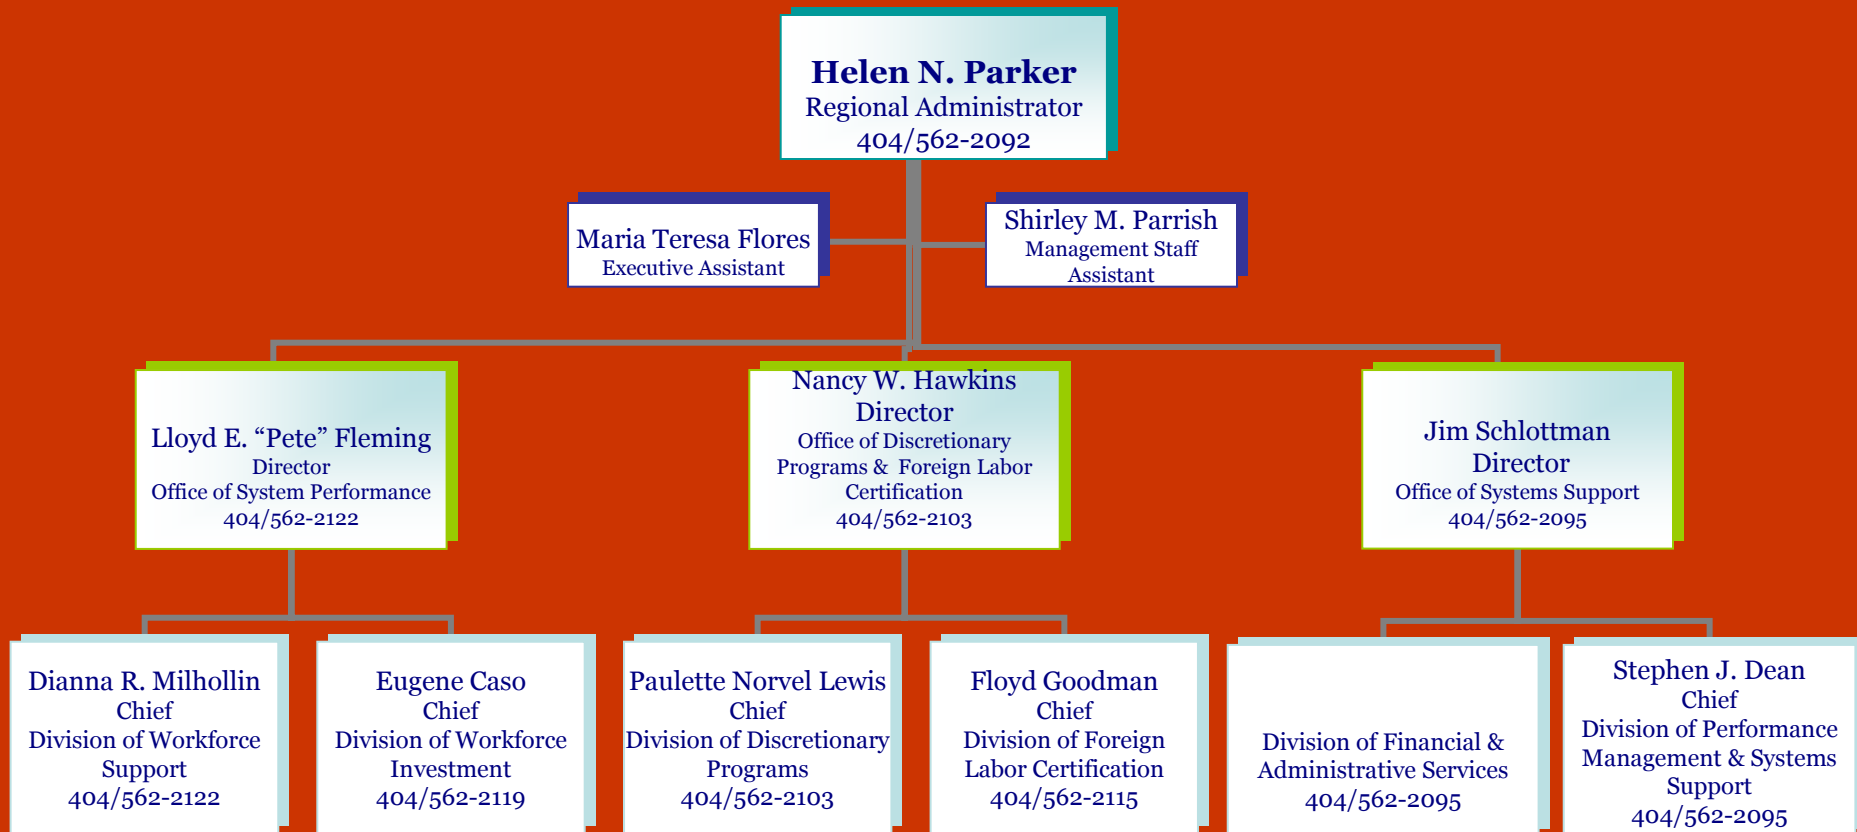 Helen N. Parker
Regional Administrator
404/562-2092
Maria Teresa Flores
Executive Assistant
Shirley M. Parrish
Management Staff
Assistant
Lloyd E. “Pete” Fleming
Director
Office of System Performance
404/562-2122
Nancy W. Hawkins
Director
Office of Discretionary
Programs & Foreign Labor
Certification
404/562-2103
Jim Schlottman
Director
Office of Systems Support
404/562-2095
Dianna R. Milhollin
Chief
Division of Workforce
Support
404/562-2122
Eugene Caso
Chief
Division of Workforce
Investment
404/562-2119
Paulette Norvel Lewis
Chief
Division of Discretionary
Programs
404/562-2103
Floyd Goodman
Chief
Division of Foreign
Labor Certification
404/562-2115
Division of Financial &
Administrative Services
404/562-2095
Stephen J. Dean
Chief
Division of Performance
Management & Systems
Support
404/562-2095